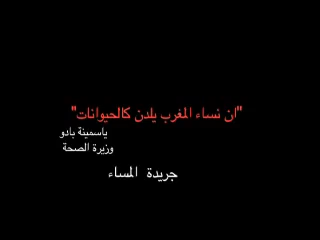 "ان نساء المغرب يلدن كالحيوانات"
ياسمينة بادو
وزيرة الصحة
جريدة المساء